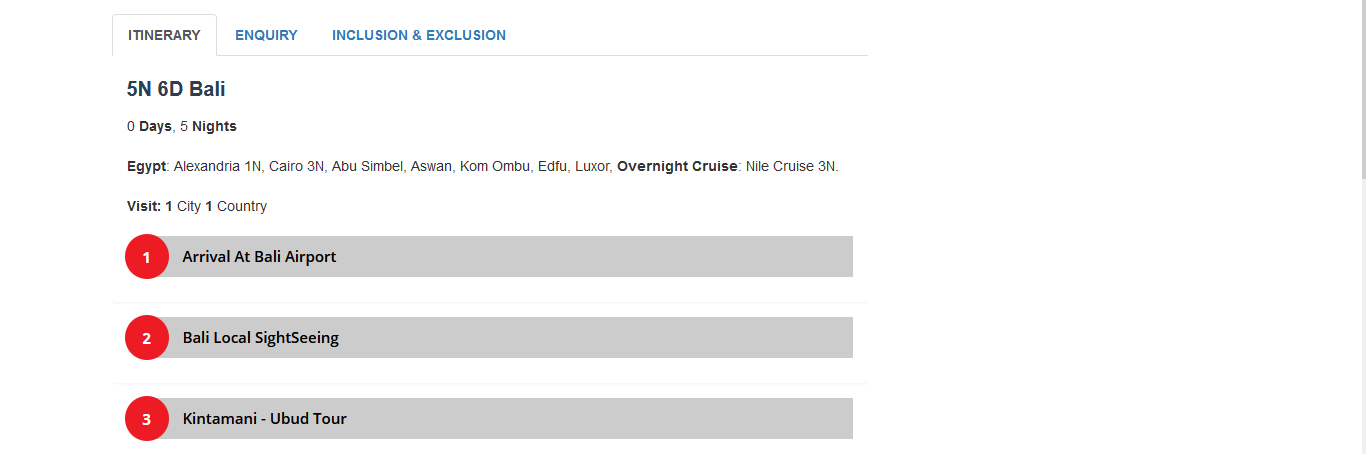 ITINERARY ENQUIRY INCLUSION & EXCLUSION
5N 6D Bali
0 Days, 5 Nights
Egypt: Alexandria 1N, Cairo 3N, Abu Simbel, Aswan, Kom Ombu, Edfu, Luxor, Overnight Cruise: Nile Cruise 3N.
Visit: 1 City 1 Country
1 Arrival At Bali Airport
2 Bali Local SightSeeing
3 Kintamani - Ubud Tour